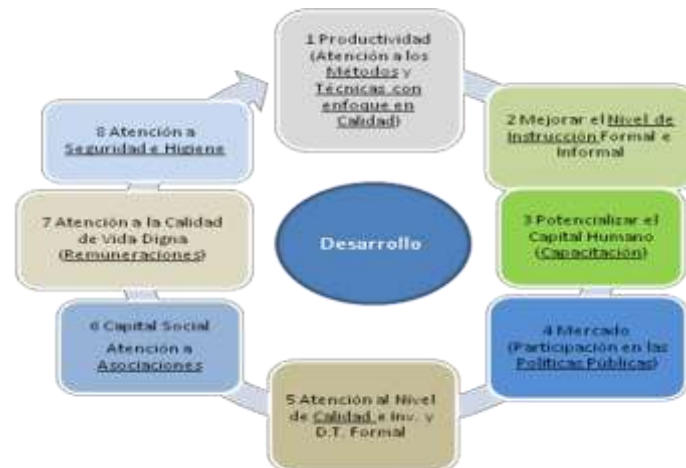 1 Productividad
(Atención a los
Métodos y
Técnicas con
enfoque en
Calidad)
2 Mejorar el Nivel de
Instrucción Formal e
Informal
3 Potencializar el
Capital Humano
(Capacitación)
4 Mercado
(Participación en las
Políticas Públicas)
5 Atención al Nivel
de Calidad e Inv. y
D.T. Formal
6 Capital Social
Atención a
Asociaciones
7 Atención a la Calidad
de Vida Digna
(Remuneraciones)
8 Atención a
Seguridad e Higiene
Desarrollo